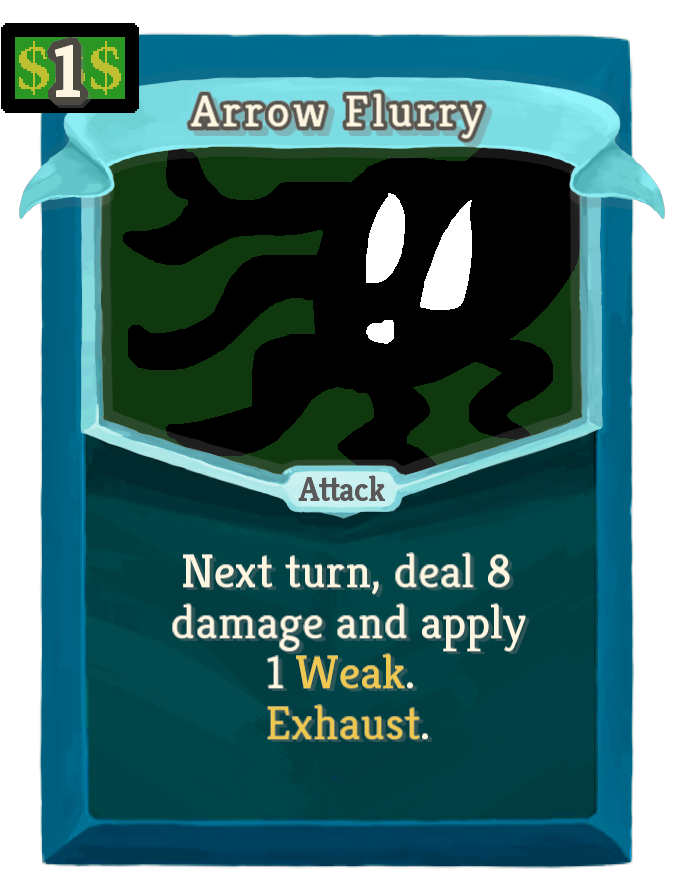 $1$
Arrow Flurry
Attack
Next turn, deal 8
damage and apply
1 Weak.
Exhaust.